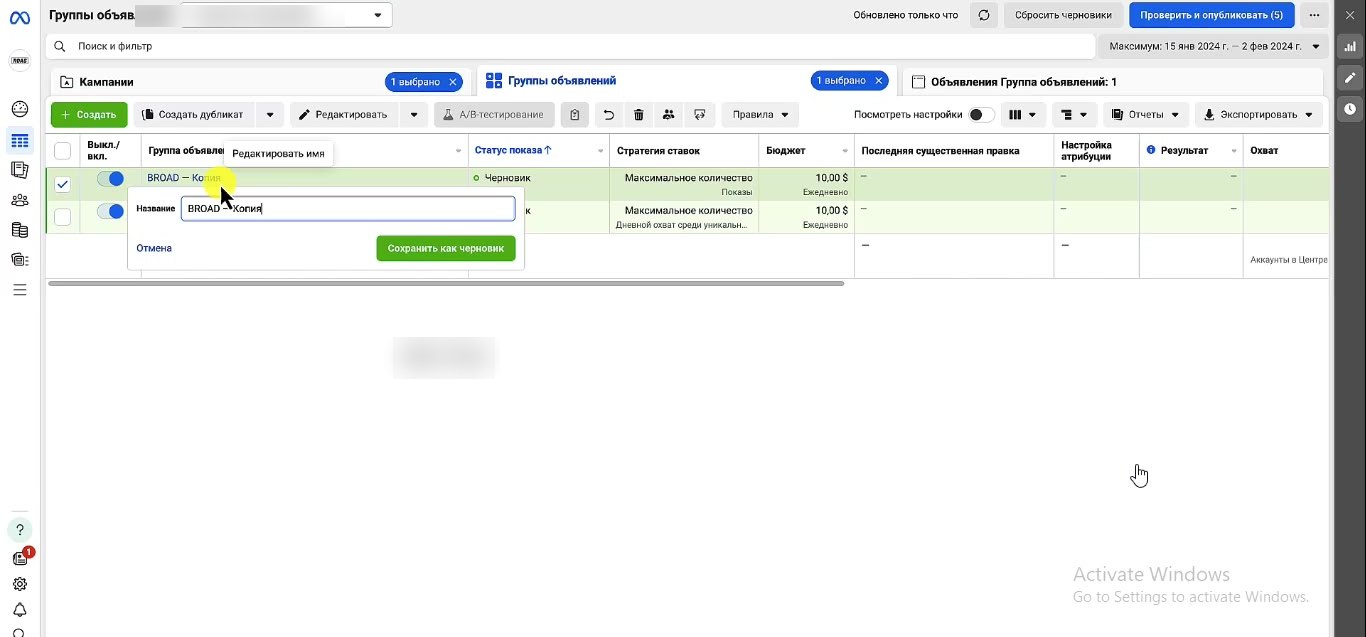 Группы объяв
Обновлено только что
Сбросить черновики
Проверить и опубликовать (5)
Поиск и фильтр
Максимум: 15 янв 2024 г. – 2 фев 2024 г.
Кампании
1 выбрано
Группы объявлений
1 выбрано
Объявления Группа объявлений: 1
+ Создать
Создать дубликат
Редактировать
A/B-тестирование
Правила
Посмотреть настройки
Отчеты
Экспортировать
Выкл./
вкл.
Группа объявле
Редактировать имя
Статус показа↑
Стратегия ставок
Бюджет
Последняя существенная правка
Настройка
атрибуции
Результат
Охват
BROAD – Копия
Черновик
Максимальное количество
Показы
10,00 $
Ежедневно
–
–
–
Название
BROAD – Копия
к
Максимальное количество
Дневной охват среди уникальн...
10,00 $
Ежедневно
–
–
–
Отмена
Сохранить как черновик
–
–
Аккаунты в Центре
?
1
Activate Windows
Go to Settings to activate Windows.